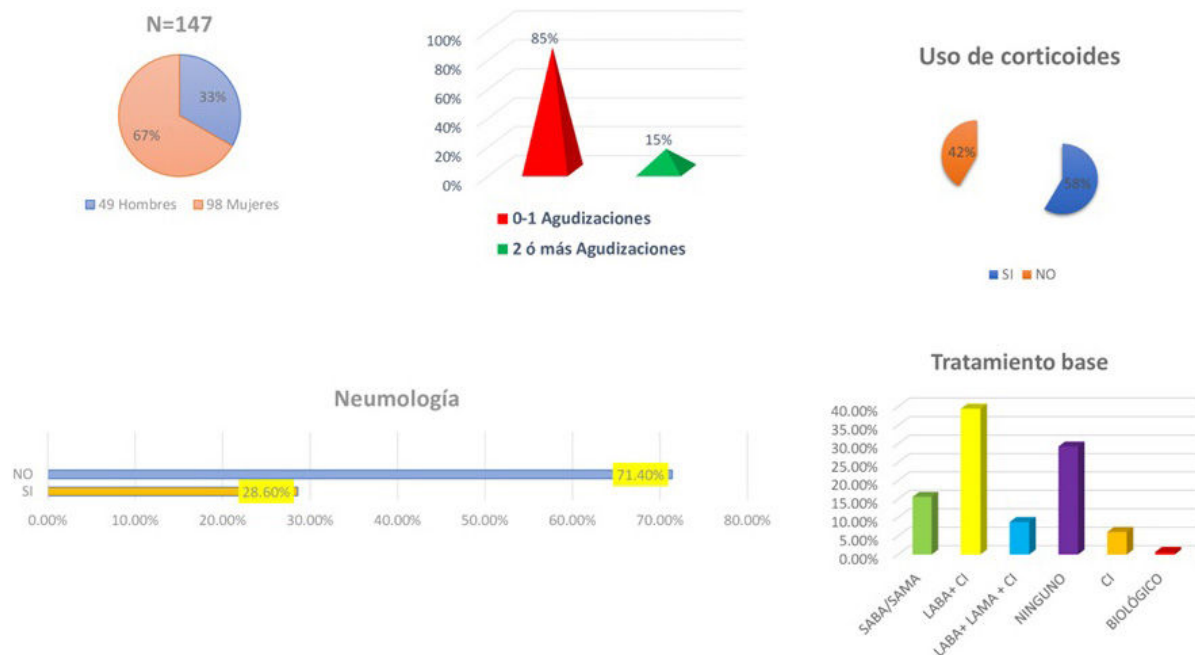 N=147
33%
67%
49 Hombres 98 Mujeres
100%
80%
60%
40%
20%
0%
85%
15%
0-1 Agudizaciones
2 ó más Agudizaciones
Uso de corticoides
42%
58%
SI NO
Neumología
NO
SI
71.40%
28.60%
0.00% 10.00% 20.00% 30.00% 40.00% 50.00% 60.00% 70.00% 80.00%
Tratamiento base
40.00%
35.00%
30.00%
25.00%
20.00%
15.00%
10.00%
5.00%
0.00%
SABA/SAMA
LABA+ CI
LABA+ LAMA + CI
NINGUNO
CI
BIOLÓGICO